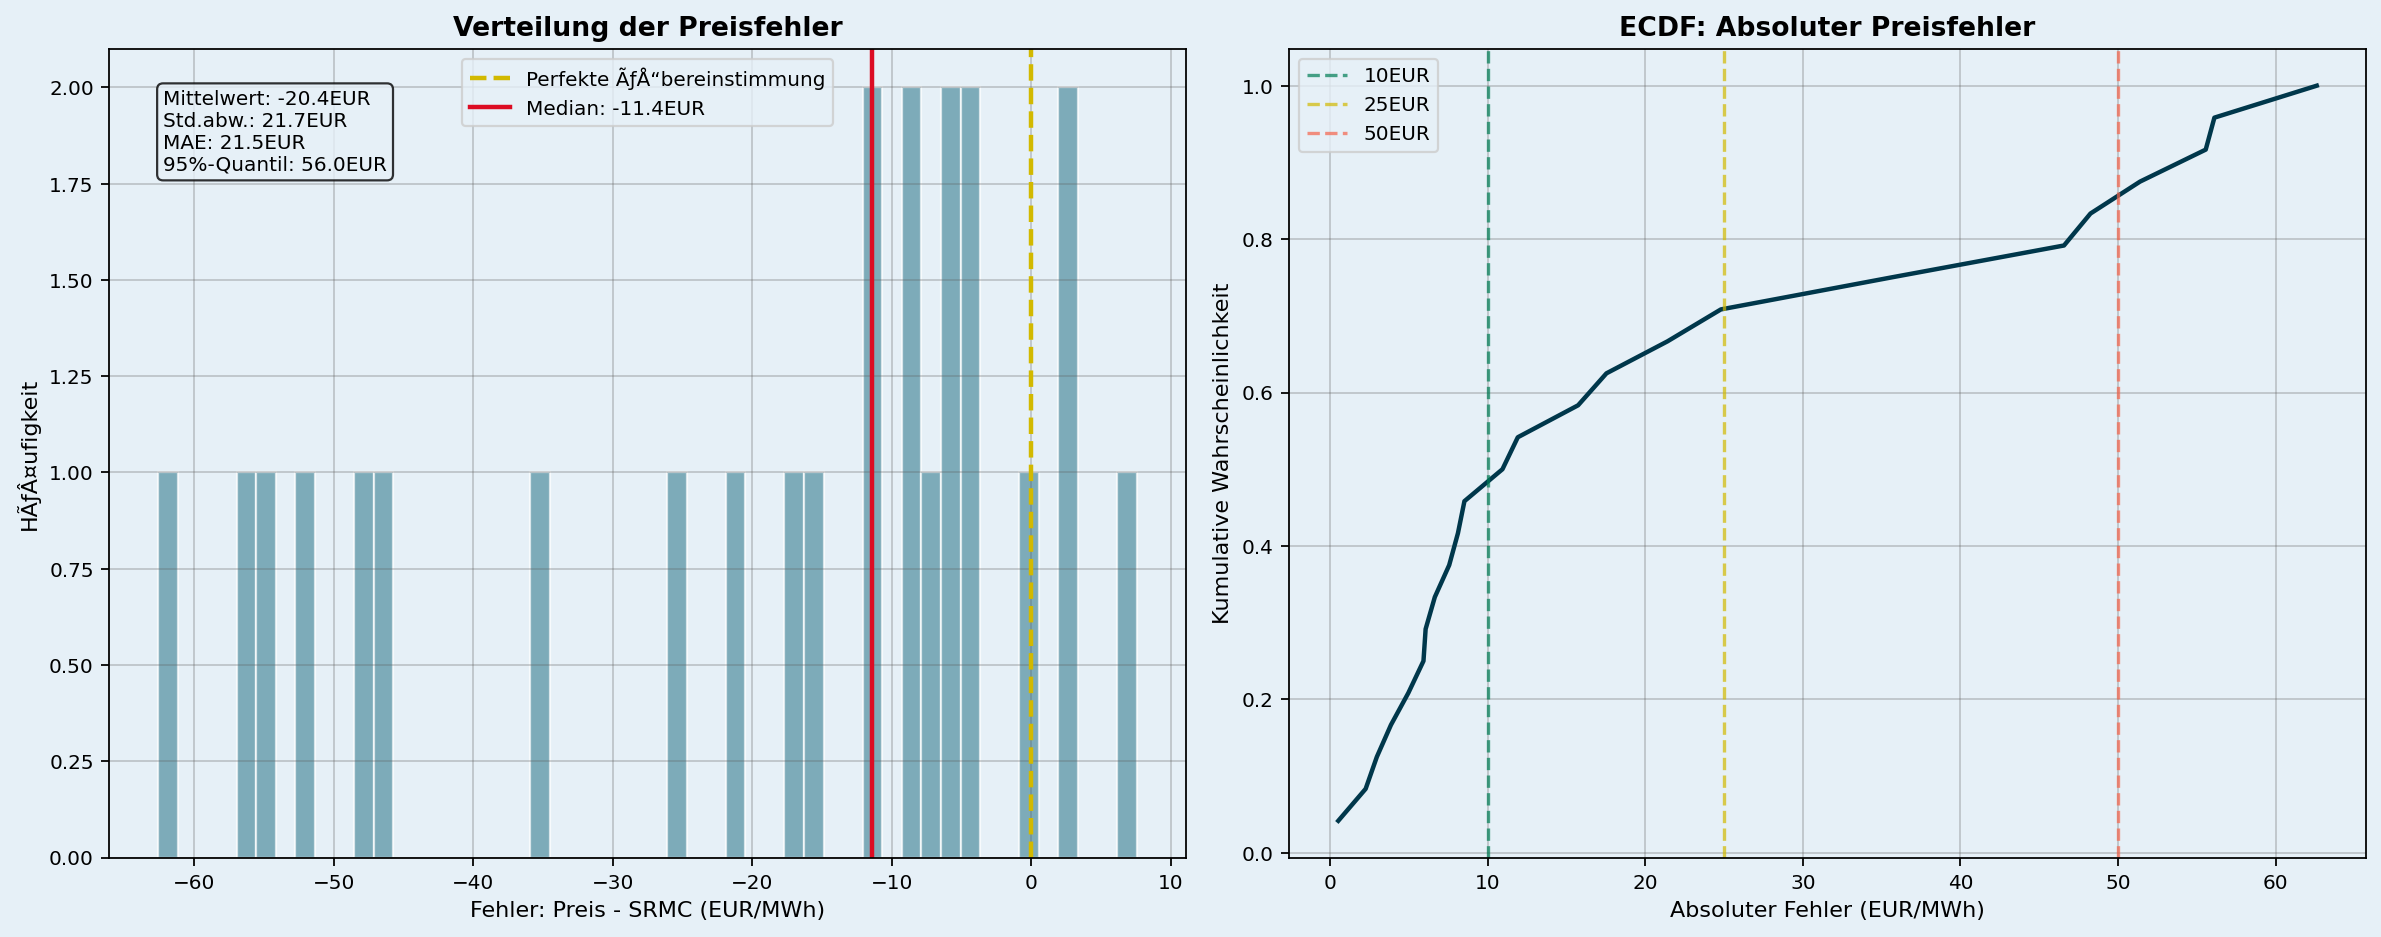 Verteilung der Preisfehler
Mittelwert: -20.4EUR
Std.abw.: 21.7EUR
MAE: 21.5EUR
95%-Quantil: 56.0EUR
Perfekte ÃƒÅ“bereinstimmung
Median: -11.4EUR
HÃƒÂ¤ufigkeit
2.00
1.75
1.50
1.25
1.00
0.75
0.50
0.25
0.00
−60 −50 −40 −30 −20 −10 0 10
Fehler: Preis - SRMC (EUR/MWh)
ECDF: Absoluter Preisfehler
10EUR
25EUR
50EUR
Kumulative Wahrscheinlichkeit
1.0
0.8
0.6
0.4
0.2
0.0
0 10 20 30 40 50 60
Absoluter Fehler (EUR/MWh)